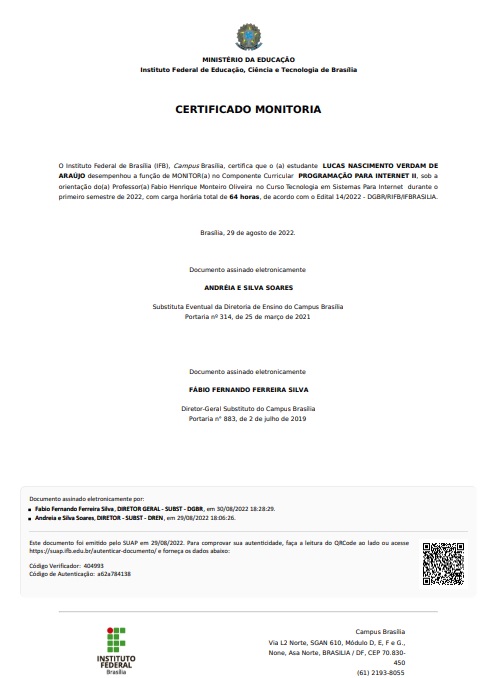 MINISTÉRIO DA EDUCAÇÃO
Instituto Federal de Educação, Ciência e Tecnologia de Brasília
CERTIFICADO MONITORIA
O Instituto Federal de Brasília (IFB), Campus Brasília, certifica que o (a) estudante LUCAS NASCIMENTO VERDAM DE
ARAÚJO desempenhou a função de MONITOR(a) no Componente Curricular PROGRAMAÇÃO PARA INTERNET II, sob a
orientação do(a) Professor(a) Fabio Henrique Monteiro Oliveira no Curso Tecnologia em Sistemas Para Internet durante o
primeiro semestre de 2022, com carga horária total de 64 horas, de acordo com o Edital 14/2022 - DGBR/RIFB/IFBRASILIA.
Brasília, 29 de agosto de 2022.
Documento assinado eletronicamente
ANDRÉIA E SILVA SOARES
Substituta Eventual da Diretoria de Ensino do Campus Brasília
Portaria nº 314, de 25 de março de 2021
Documento assinado eletronicamente
FÁBIO FERNANDO FERREIRA SILVA
Diretor-Geral Substituto do Campus Brasília
Portaria n° 883, de 2 de julho de 2019
Documento assinado eletronicamente por:
Fabio Fernando Ferreira Silva, DIRETOR GERAL - SUBST - DGBR, em 30/08/2022 18:28:29.
Andreia e Silva Soares, DIRETOR - SUBST - DREN, em 29/08/2022 18:06:26.
Este documento foi emitido pelo SUAP em 29/08/2022. Para comprovar sua autenticidade, faça a leitura do QRCode ao lado ou acesse
https://suap.ifb.edu.br/autenticar-documento/ e forneça os dados abaixo:
Código Verificador: 404993
Código de Autenticação: a62a784138
INSTITUTO
FEDERAL
Brasília
Campus Brasília
Via L2 Norte, SGAN 610, Módulo D, E, F e G.,
None, Asa Norte, BRASILIA / DF, CEP 70.830-
450
(61) 2193-8055